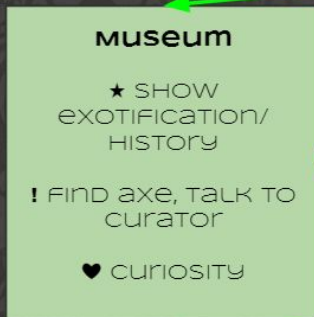 Museum
★ Show
exotification/
History
! Find axe, talk to
curator
♥ Curiosity